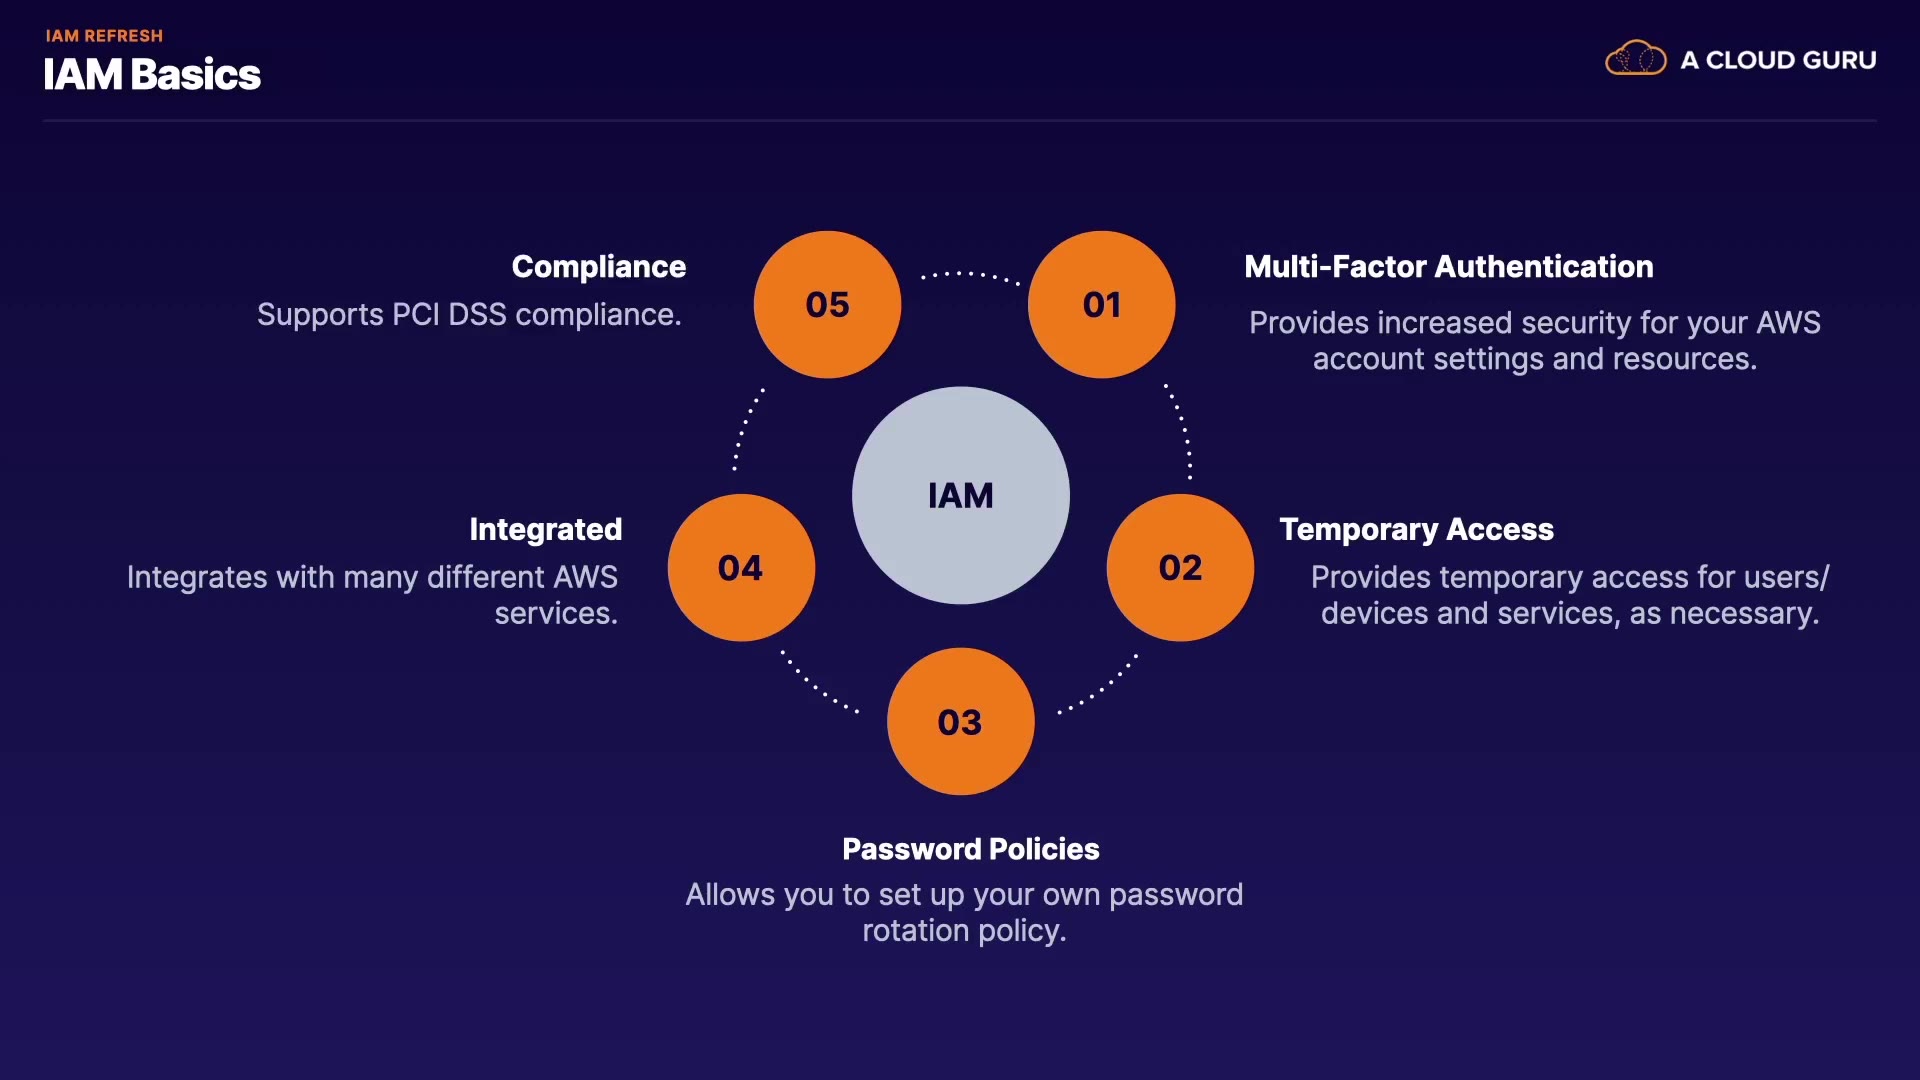 IAM REFRESH
IAM Basics
A CLOUD GURU
01
Multi-Factor Authentication
Provides increased security for your AWS
account settings and resources.
02
Temporary Access
Provides temporary access for users/
devices and services, as necessary.
03
Password Policies
Allows you to set up your own password
rotation policy.
04
Integrated
Integrates with many different AWS
services.
05
Compliance
Supports PCI DSS compliance.
IAM